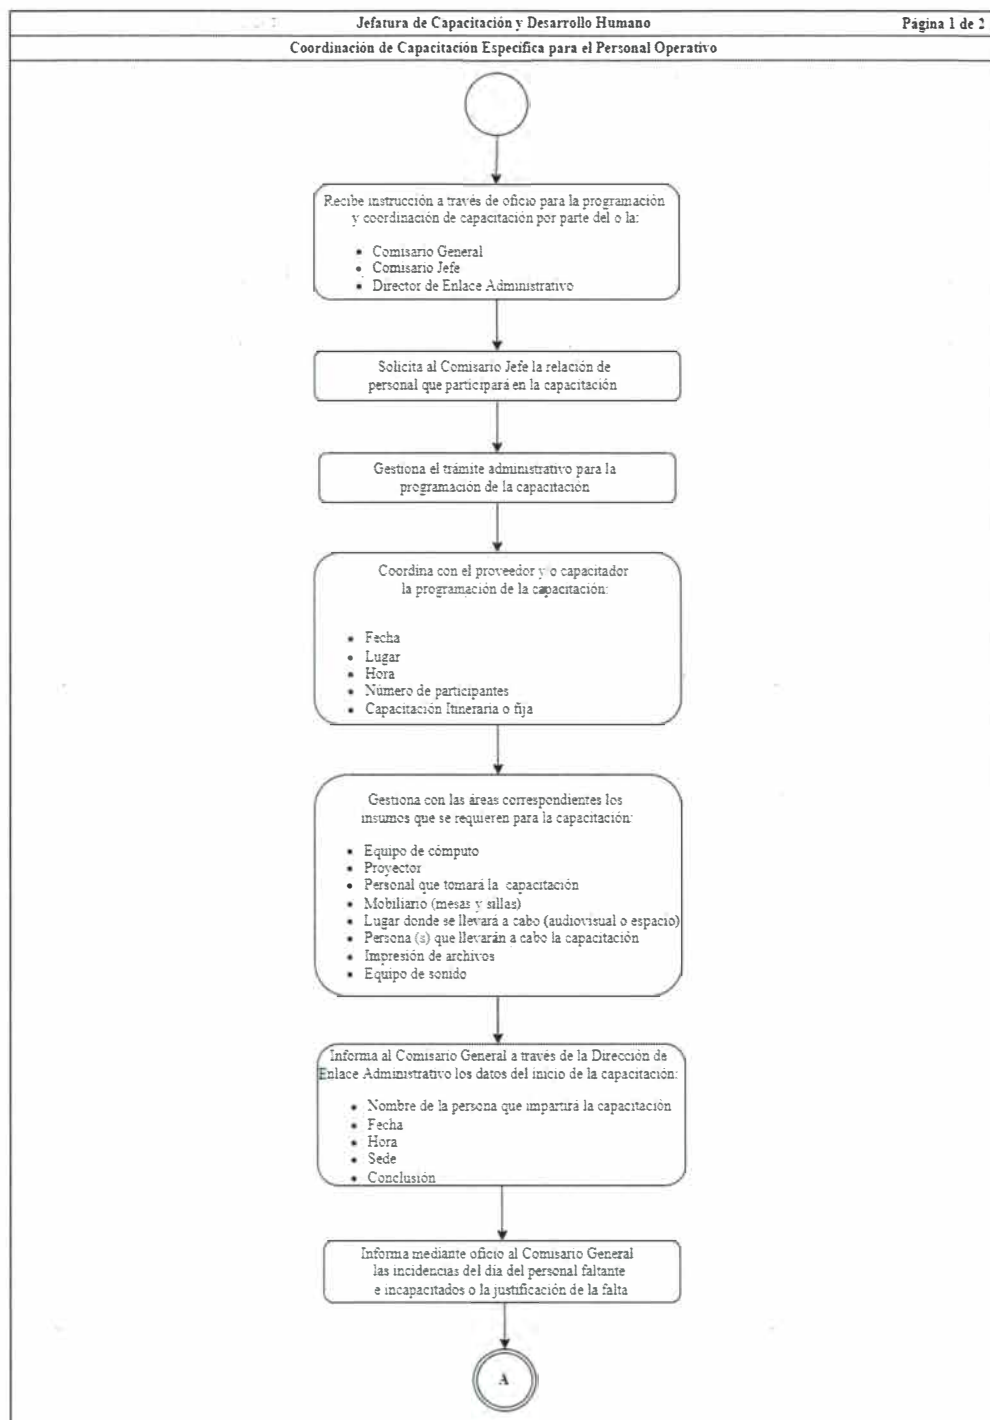 Jefatura de Capacitación y Desarrollo Humano
Página 1 de 2
Coordinación de Capacitación Especifica para el Personal Operativo
Recibe instrucción a través de oficio para la programación
y coordinación de capacitación por parte del o la:
• Comisario General
• Comisario Jefe
• Director de Enlace Administrativo
Solicita al Comisario Jefe la relación de
personal que participará en la capacitación
Gestiona el trámite administrativo para la
programación de la capacitación
Coordina con el proveedor y/o capacitador
la programación de la capacitación:
• Fecha
• Lugar
• Hora
• Número de participantes
• Capacitación Itineraria o fija
Gestiona con las áreas correspondientes los
insumos que se requieren para la capacitación:
• Equipo de cómputo
• Proyector
• Personal que tomará la capacitación
• Mobiliario (mesas y sillas)
• Lugar donde se llevará a cabo (audiovisual o espacio)
• Persona (s) que llevarán a cabo la capacitación
• Impresión de archivos
• Equipo de sonido
Informa al Comisario General a través de la Dirección de
Enlace Administrativo los datos del inicio de la capacitación:
• Nombre de la persona que impartirá la capacitación
• Fecha
• Hora
• Sede
• Conclusión
Informa mediante oficio al Comisario General
las incidencias del día del personal faltante
e incapacitados o la justificación de la falta
A